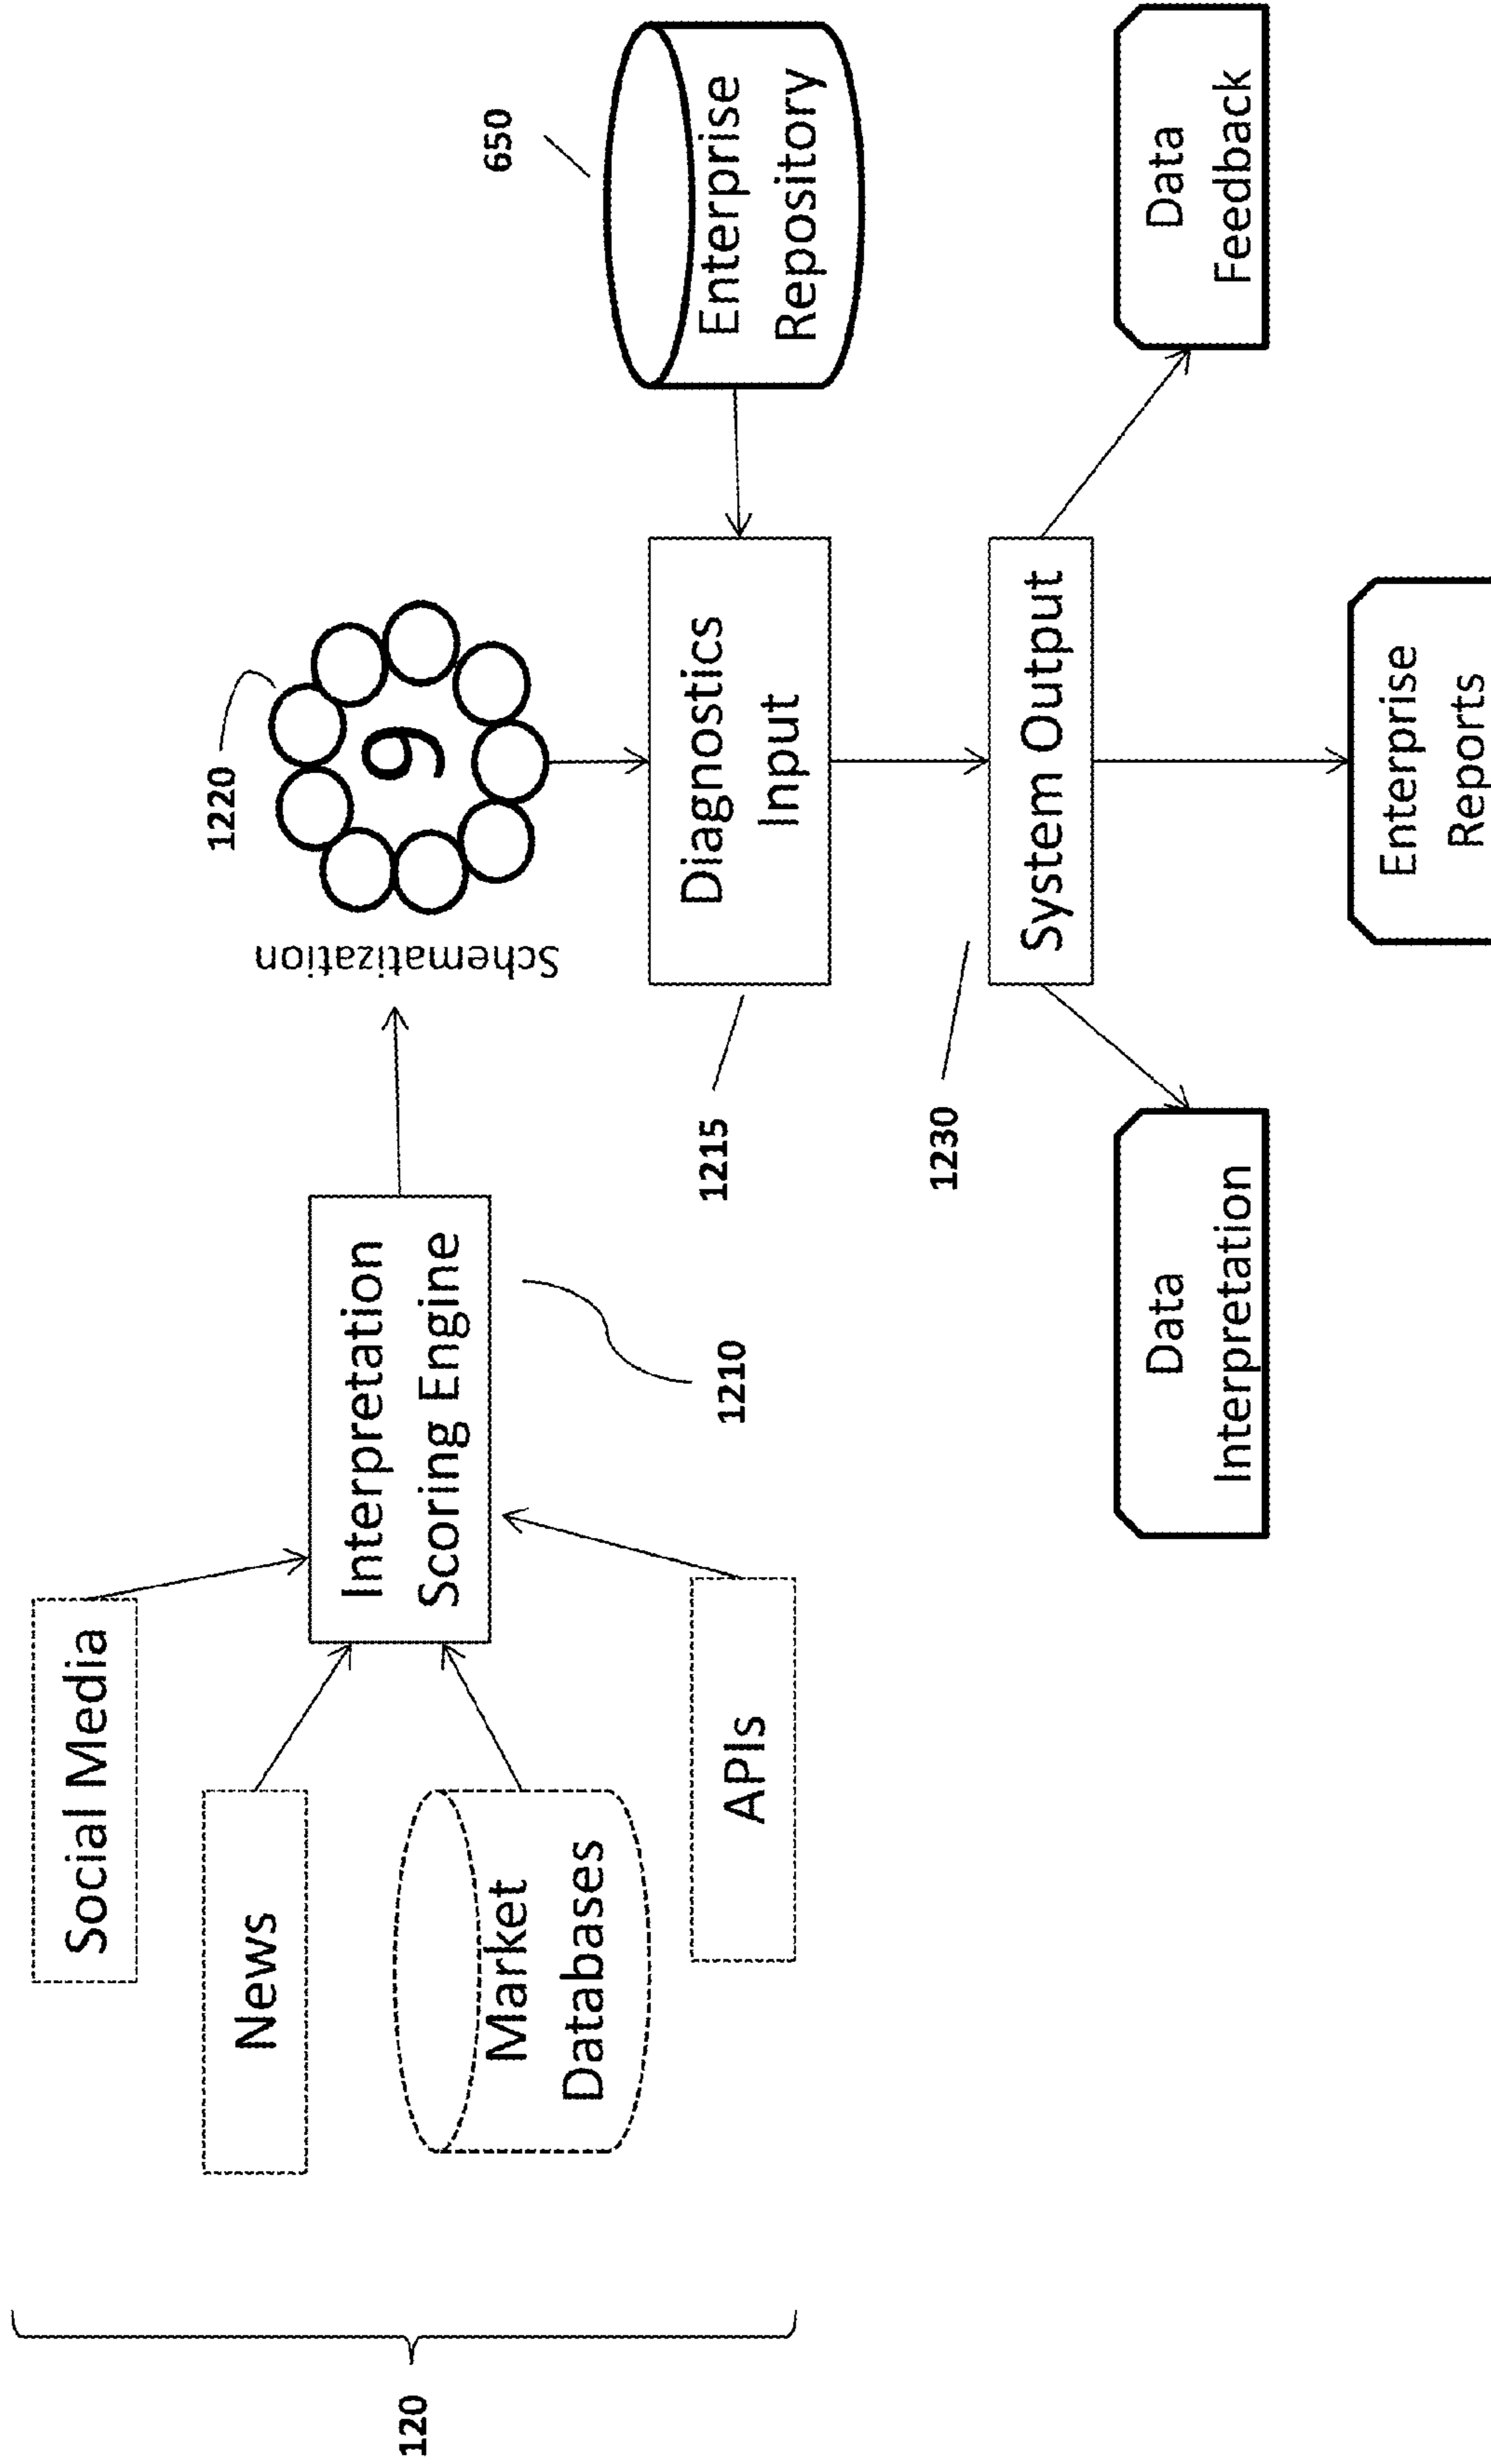 Social Media
1220
News
Interpretation
Scoring Engine
Schematization
9
120
Market
Databases
650
Enterprise
Repository
APIs
1210
1215
Diagnostics
Input
1230
System Output
Data
Interpretation
Data
Feedback
Enterprise
Reports